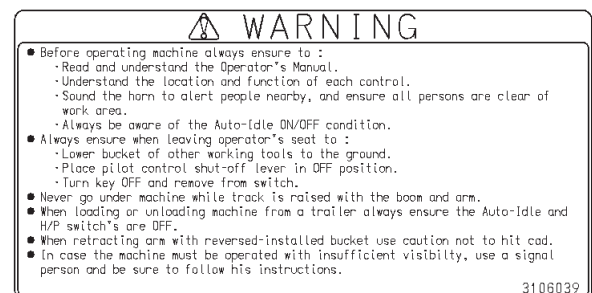 ⚠ WARNING
● Before operating machine always ensure to :
・Read and understand the Operator's Manual.
・Understand the location and function of each control.
・Sound the horn to alert people nearby, and ensure all persons are clear of
work area.
・Always be aware of the Auto-Idle ON/OFF condition.
● Always ensure when leaving operator's seat to :
・Lower bucket of other working tools to the ground.
・Place pilot control shut-off lever in OFF position.
・Turn key OFF and remove from switch.
● Never go under machine while track is raised with the boom and arm.
● When loading or unloading machine from a trailer always ensure the Auto-Idle and
H/P switch's are OFF.
● When retracting arm with reversed-installed bucket use caution not to hit cad.
● In case the machine must be operated with insufficient visibilty, use a signal
person and be sure to follow his instructions.
3106039